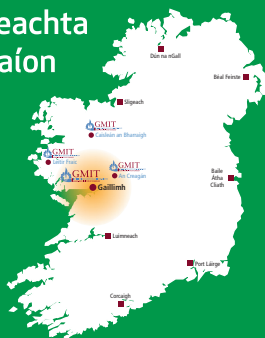 eachta
aíon
Dún na nGall
Béal Feirste
Sligeach
GMIT
Caisleán an Bharraigh
GMIT
Leitir Fraic
GMIT
An Creagán
GMIT
Gaillimh
Baile
Átha
Cliath
Luimneach
Port Láirge
Corcaigh